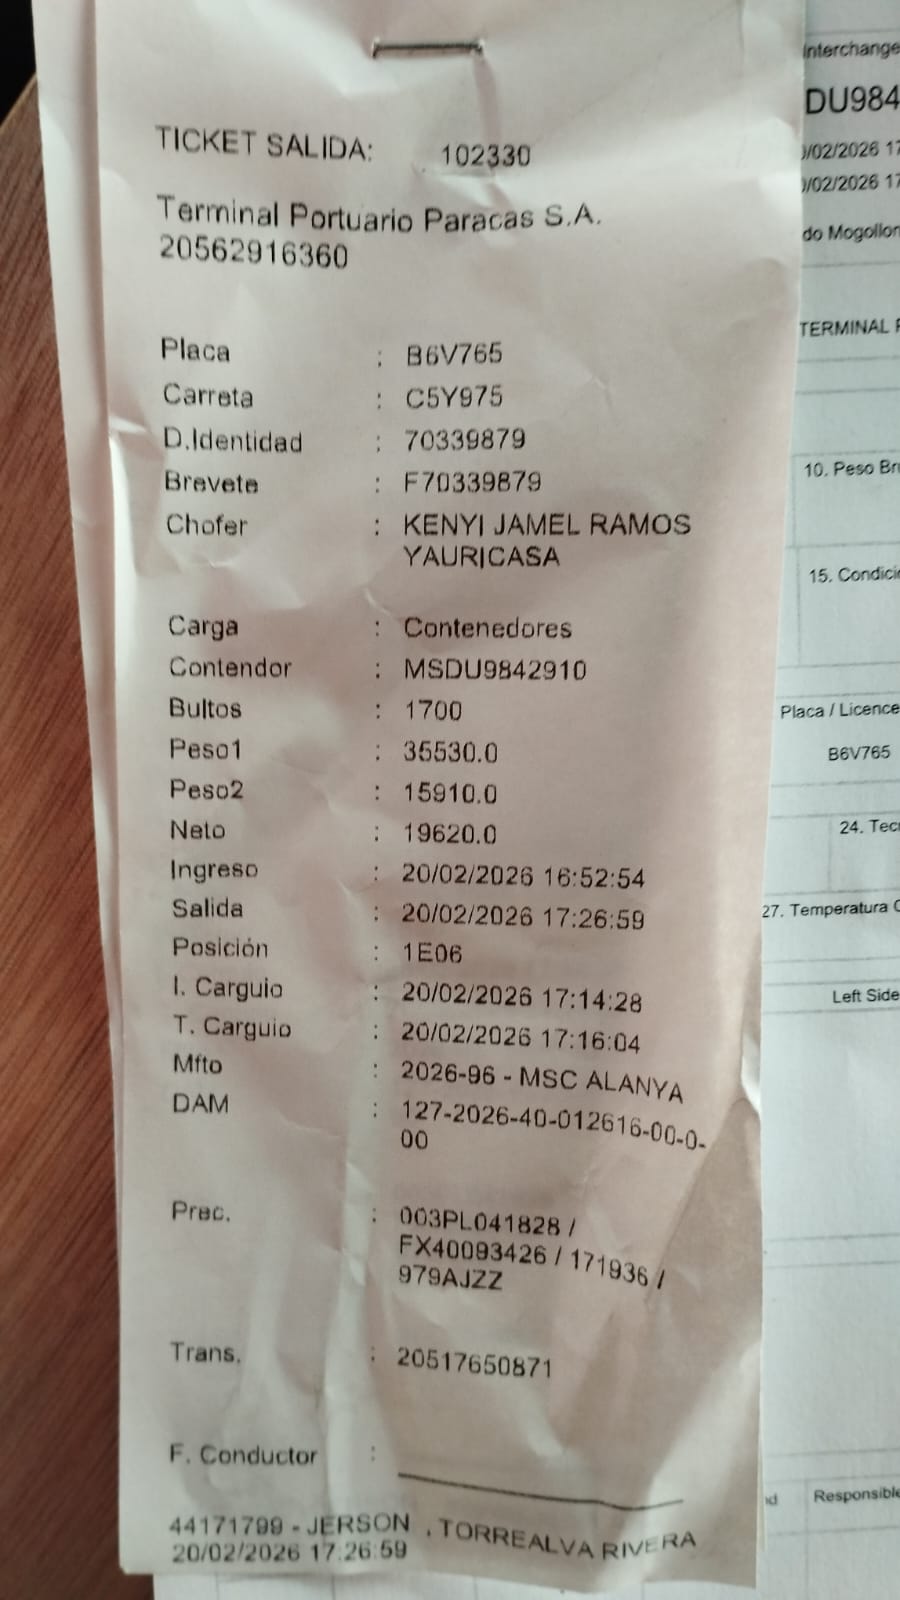 TICKET SALIDA: 102330
Terminal Portuario Paracas S.A.
20562916360
Placa : B6V765
Carreta : C5Y975
D.Identidad : 70339879
Brevete : F70339879
Chofer : KENYI JAMEL RAMOS
YAURICASA
Carga : Contenedores
Contendor : MSDU9842910
Bultos : 1700
Peso1 : 35530.0
Peso2 : 15910.0
Neto : 19620.0
Ingreso : 20/02/2026 16:52:54
Salida : 20/02/2026 17:26:59
Posición : 1E06
I. Carguio : 20/02/2026 17:14:28
T. Carguio : 20/02/2026 17:16:04
Mfto : 2026-96 - MSC ALANYA
DAM : 127-2026-40-012616-00-0-
00
Prec. : 003PL041828 /
FX40093426 / 171936 /
979AJZZ
Trans. : 20517650871
F. Conductor :
44171799 - JERSON , TORREALVA RIVERA
20/02/2026 17:26:59
Interchange
DU984
/02/2026 17
/02/2026 17
do Mogollon
TERMINAL
10. Peso Br
15. Condici
Placa / Licence
B6V765
24. Tec
27. Temperatura
Left Side
Responsible